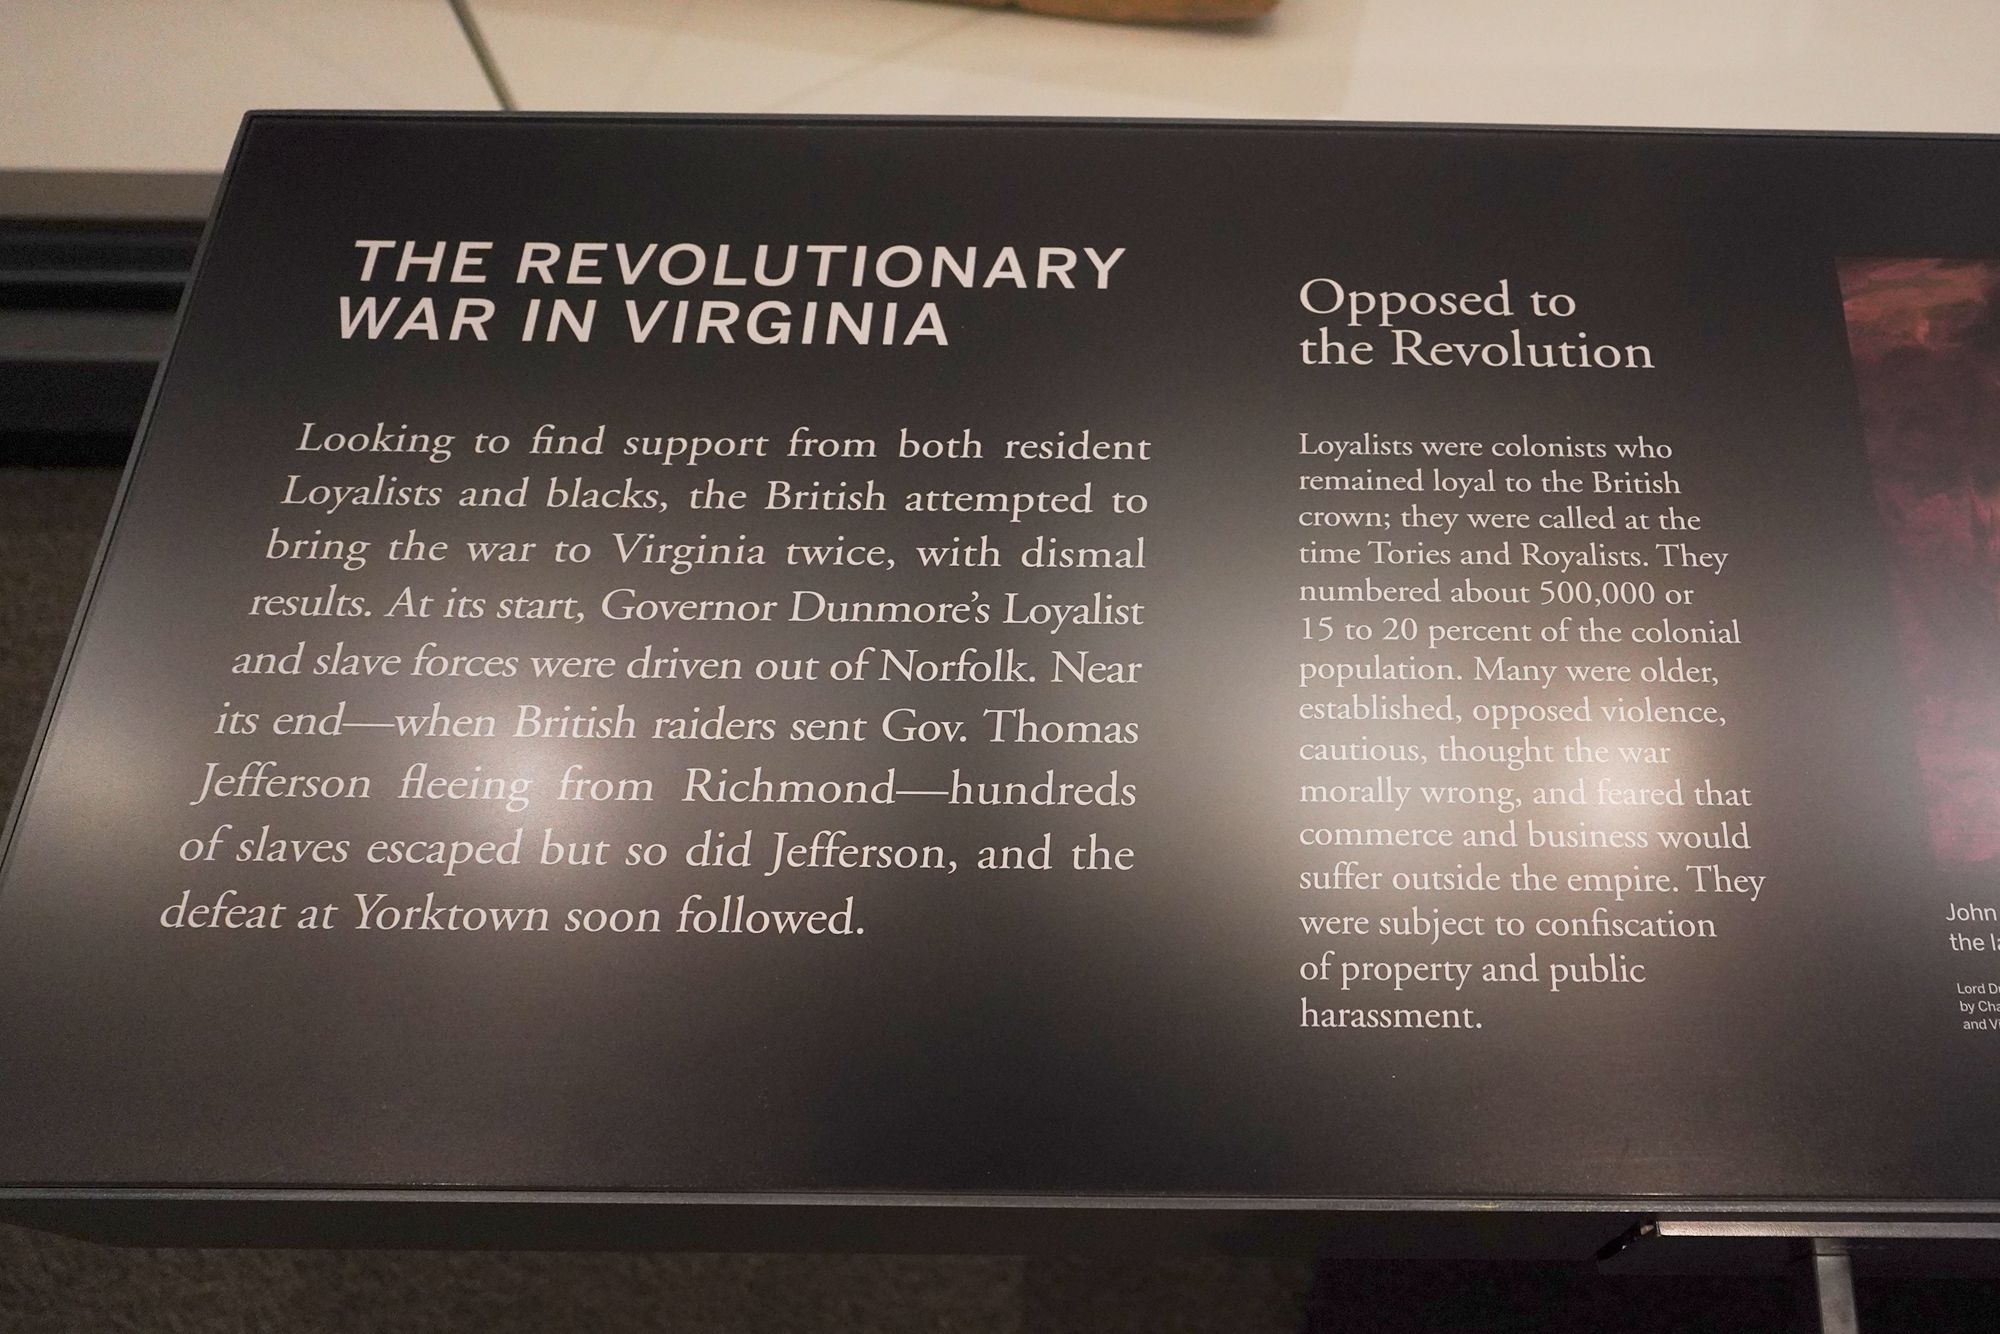 THE REVOLUTIONARY
WAR IN VIRGINIA
Looking to find support from both resident
Loyalists and blacks, the British attempted to
bring the war to Virginia twice, with dismal
results. At its start, Governor Dunmore's Loyalist
and slave forces were driven out of Norfolk. Near
its end—when British raiders sent Gov. Thomas
Jefferson fleeing from Richmond—hundreds
of slaves escaped but so did Jefferson, and the
defeat at Yorktown soon followed.
Opposed to
the Revolution
Loyalists were colonists who
remained loyal to the British
crown; they were called at the
time Tories and Royalists. They
numbered about 500,000 or
15 to 20 percent of the colonial
population. Many were older,
established, opposed violence,
cautious, thought the war
morally wrong, and feared that
commerce and business would
suffer outside the empire. They
were subject to confiscation
of property and public
harassment.
John
the
Lord
by
and